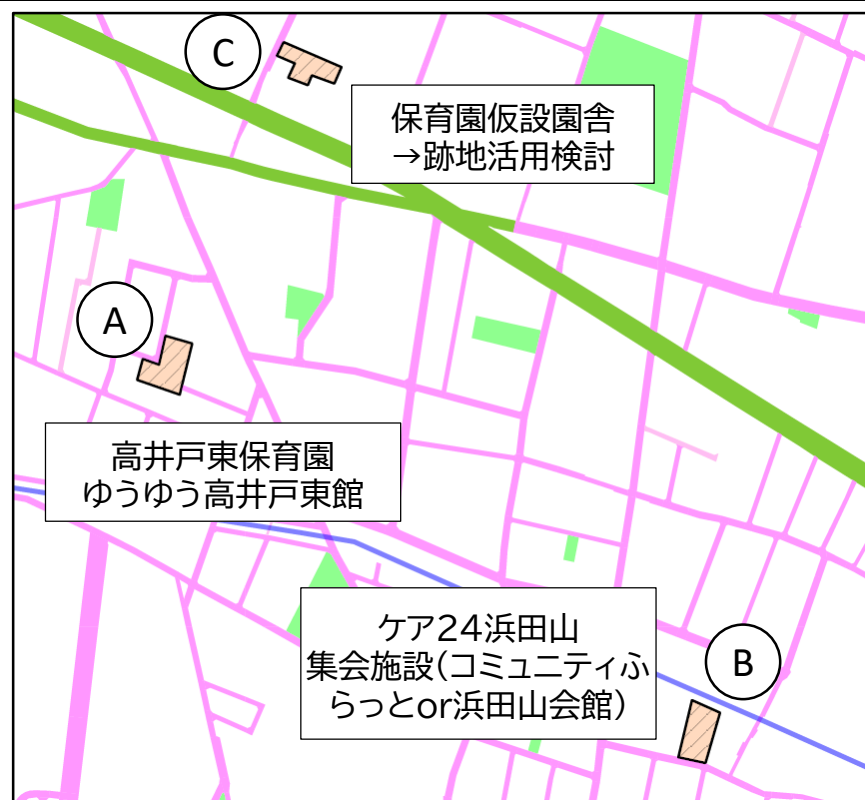 C
保育園仮設園舎
→跡地活用検討
A
高井戸東保育園
ゆうゆう高井戸東館
ケア24浜田山
集会施設(コミュニティふ
らっとor浜田山会館)
B